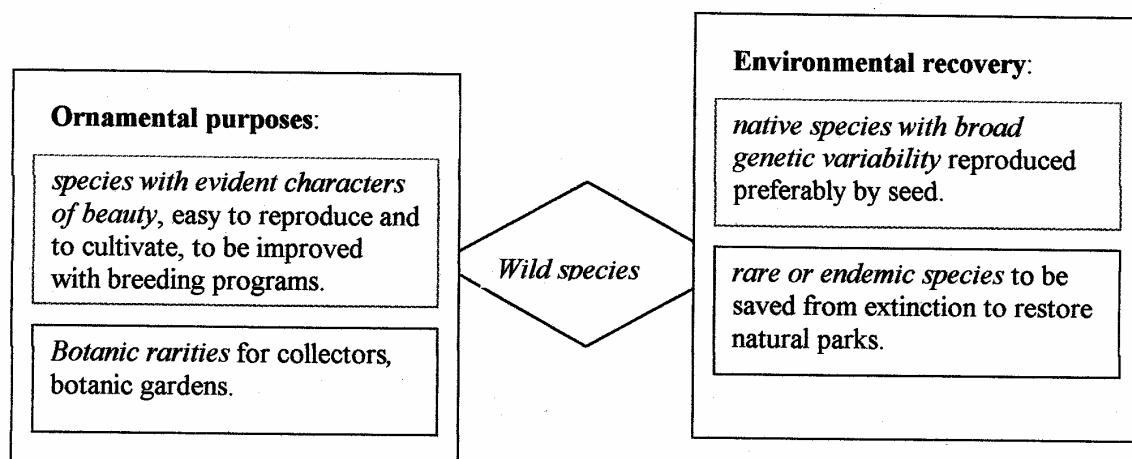 Ornamental purposes:
species with evident characters
of beauty, easy to reproduce and
to cultivate, to be improved
with breeding programs.
Botanic rarities for collectors,
botanic gardens.
Wild species
Environmental recovery:
native species with broad
genetic variability reproduced
preferably by seed.
rare or endemic species to be
saved from extinction to restore
natural parks.